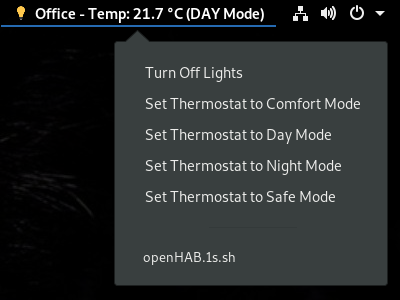 Office - Temp: 21.7 °C (DAY Mode)
Turn Off Lights
Set Thermostat to Comfort Mode
Set Thermostat to Day Mode
Set Thermostat to Night Mode
Set Thermostat to Safe Mode
openHAB.1s.sh